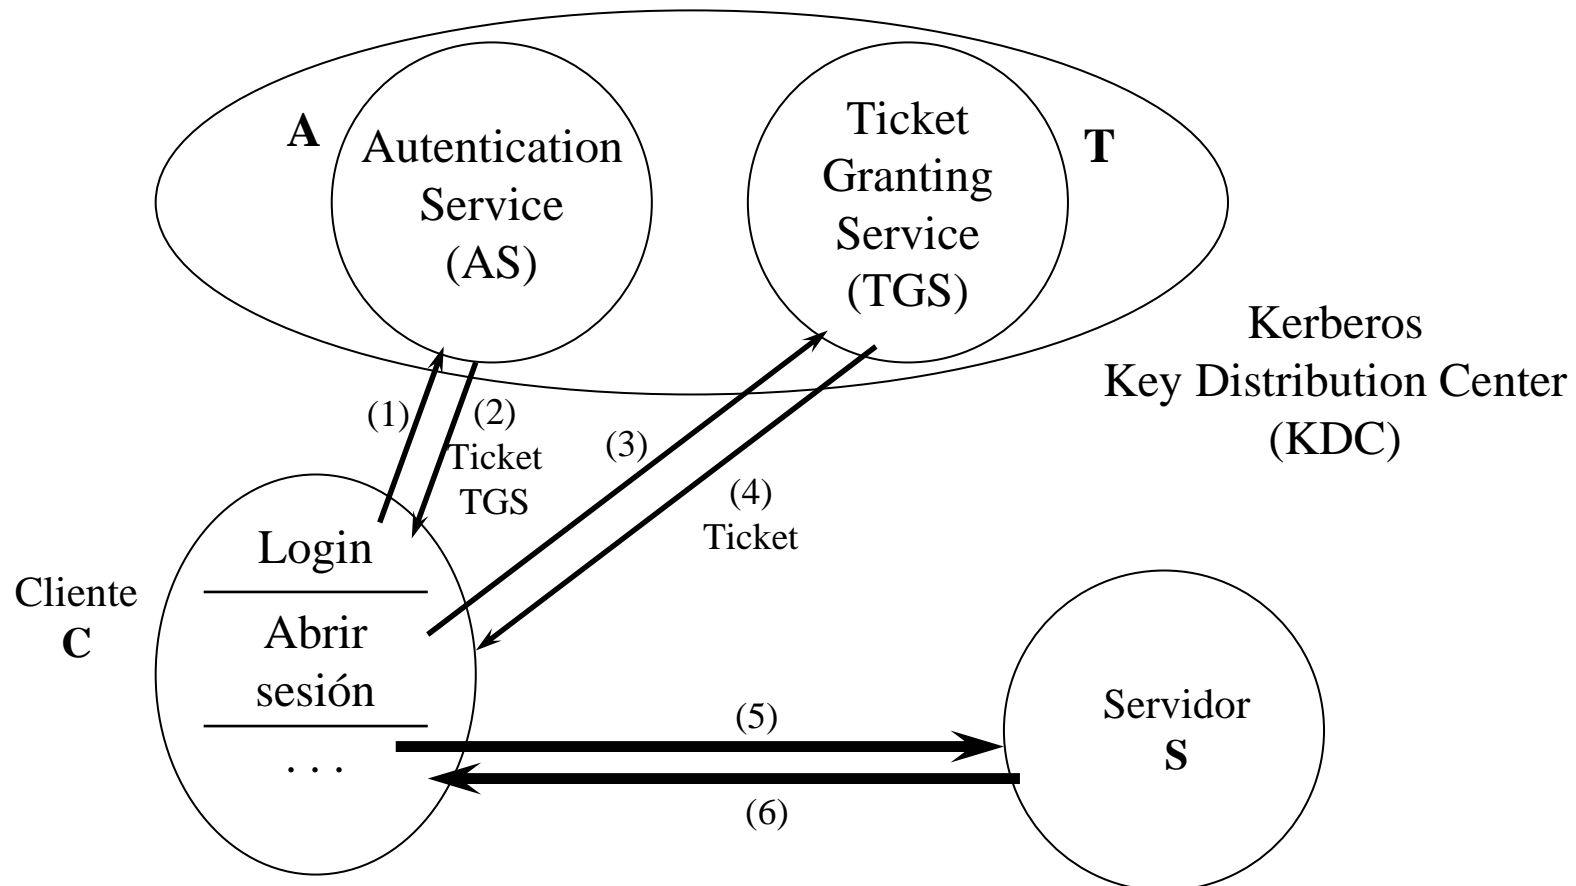 A
Autentication
Service
(AS)
Ticket
Granting
Service
(TGS)
T
Kerberos
Key Distribution Center
(KDC)
(1)
(2)
Ticket
TGS
(3)
(4)
Ticket
Cliente
C
Login
Abrir
sesión
. . .
(5)
(6)
Servidor
S